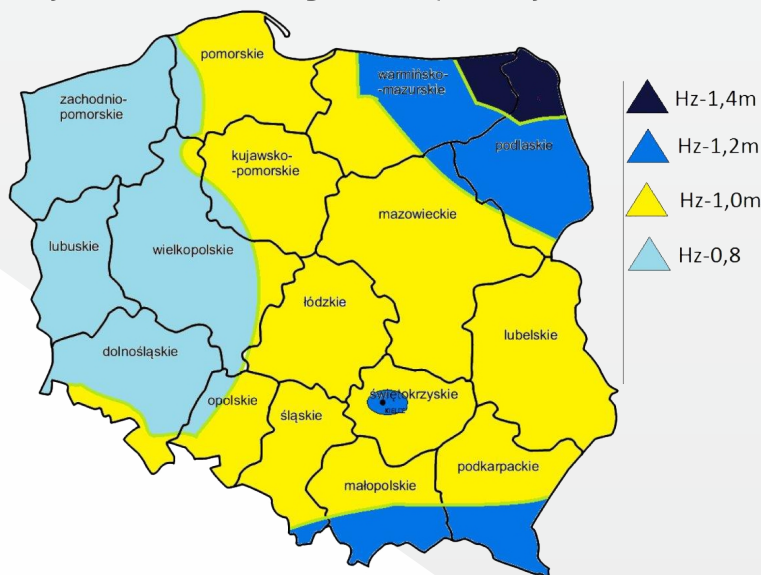 pomorskie
warmińsko-
-mazurskie
zachodnio-
pomorskie
podlaskie
kujawsko-
-pomorskie
mazowieckie
lubuskie
wielkopolskie
łódzkie
lubelskie
dolnośląskie
opolskie
śląskie
świętokrzyskie
małopolskie
podkarpackie
Hz-1,4m
Hz-1,2m
Hz-1,0m
Hz-0,8